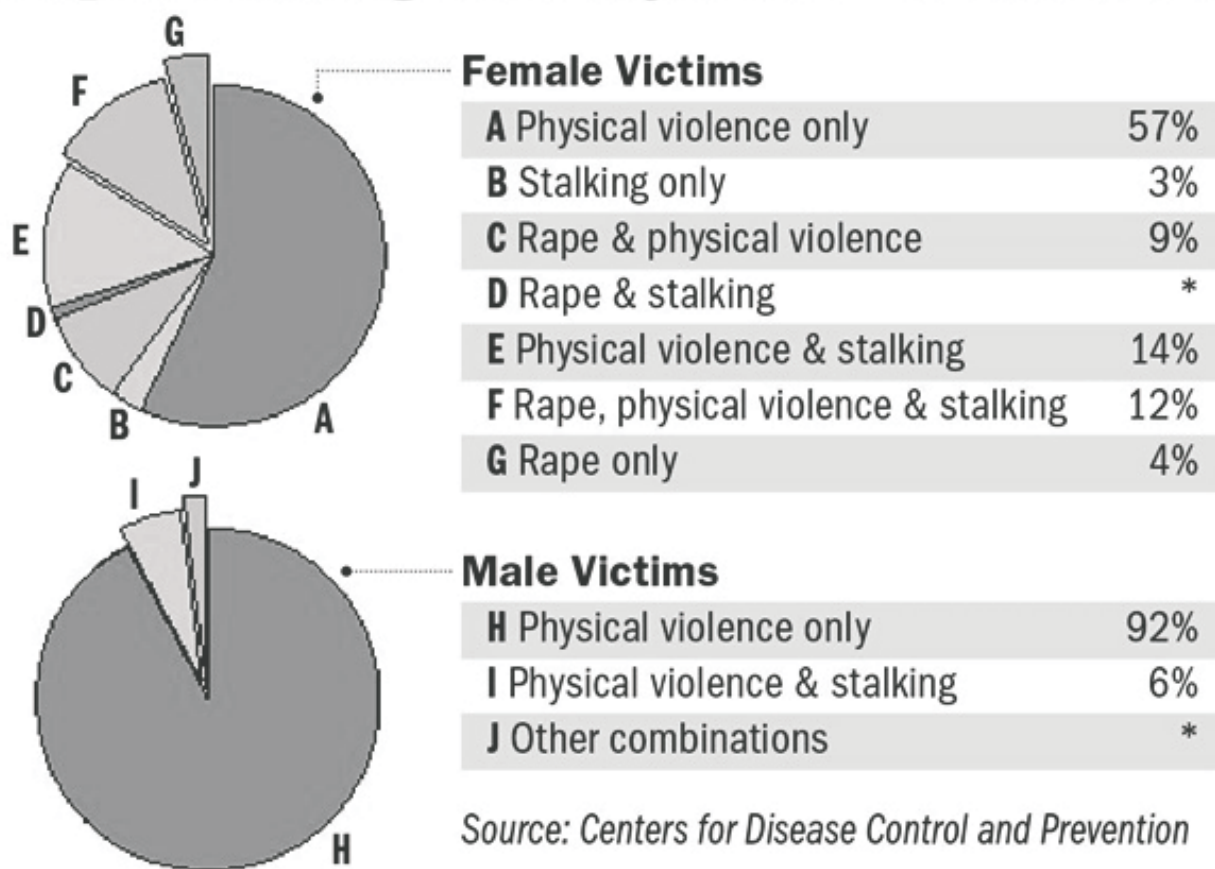 G
F
E
D
C
B
A
Female Victims
A Physical violence only 57%
B Stalking only 3%
C Rape & physical violence 9%
D Rape & stalking *
E Physical violence & stalking 14%
F Rape, physical violence & stalking 12%
G Rape only 4%
J
I
H
Male Victims
H Physical violence only 92%
I Physical violence & stalking 6%
J Other combinations *
Source: Centers for Disease Control and Prevention